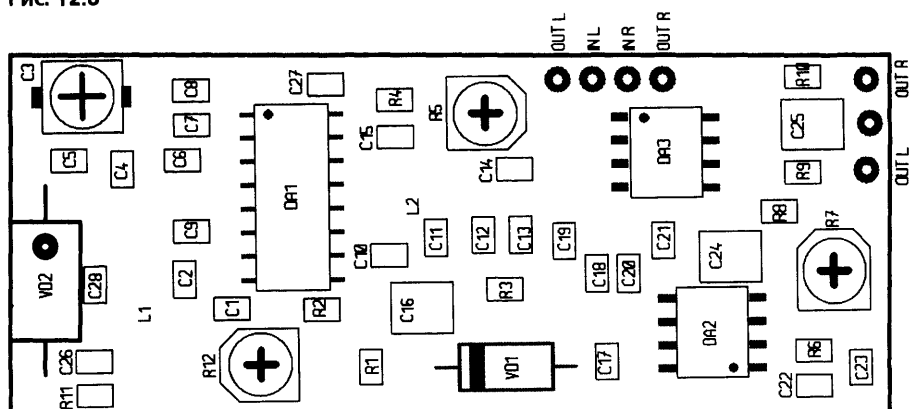 Рис. 12.6
OUT L
IN L
IN R
OUT R
C3
C8
C27
R4
R5
R10
OUT R
C7
C15
DA3
C25
C5
C4
C6
C14
R9
OUT L
DA1
L2
R8
R7
C9
C11
C12
C13
C19
C21
C24
C10
VD2
C28
C2
C18
C20
L1
C1
R2
C16
R3
DA2
C26
R12
R1
VD1
C17
R6
C23
R11
C22